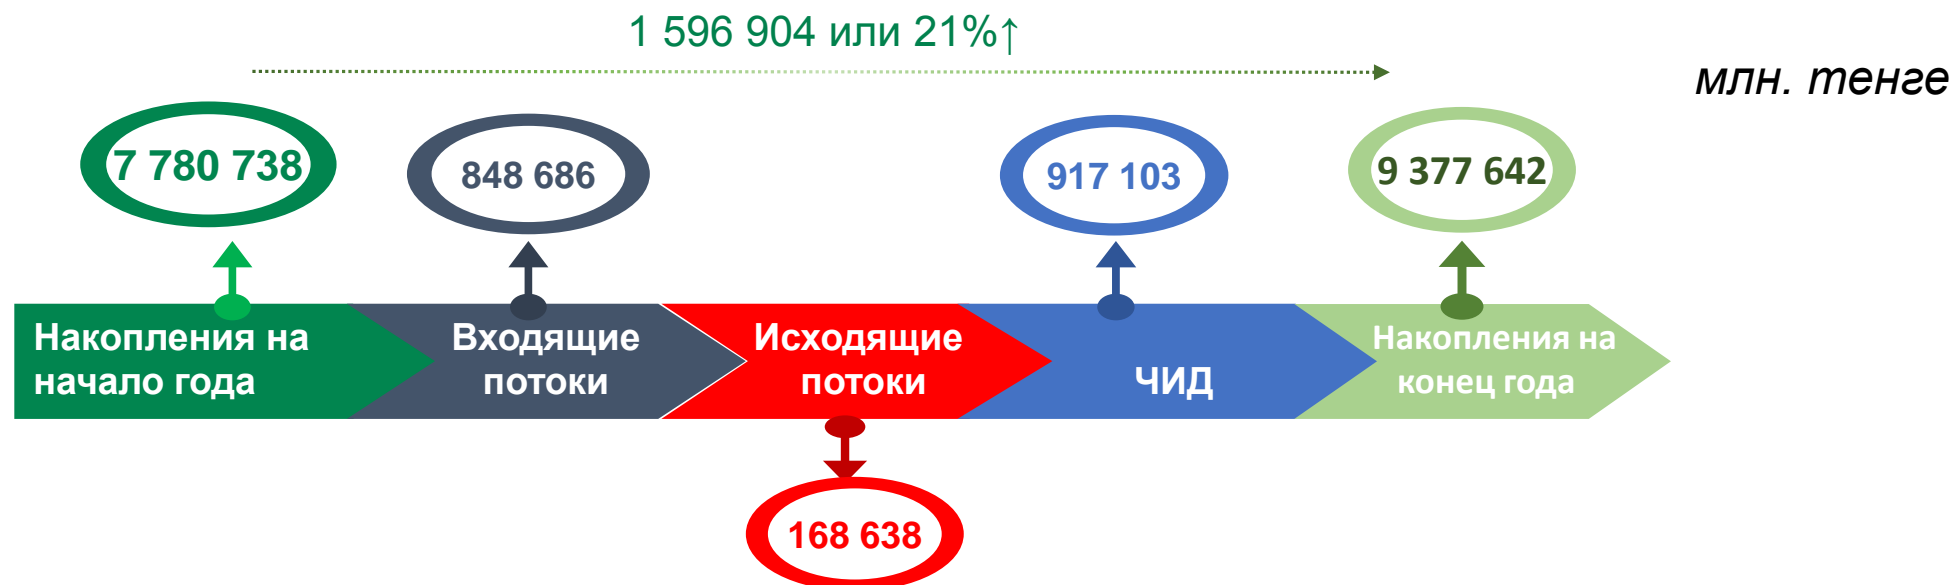 1 596 904 или 21%↑
млн. тенге
7 780 738
848 686
917 103
9 377 642
Накопления на
начало года
Входящие
потоки
Исходящие
потоки
ЧИД
Накопления на
конец года
168 638